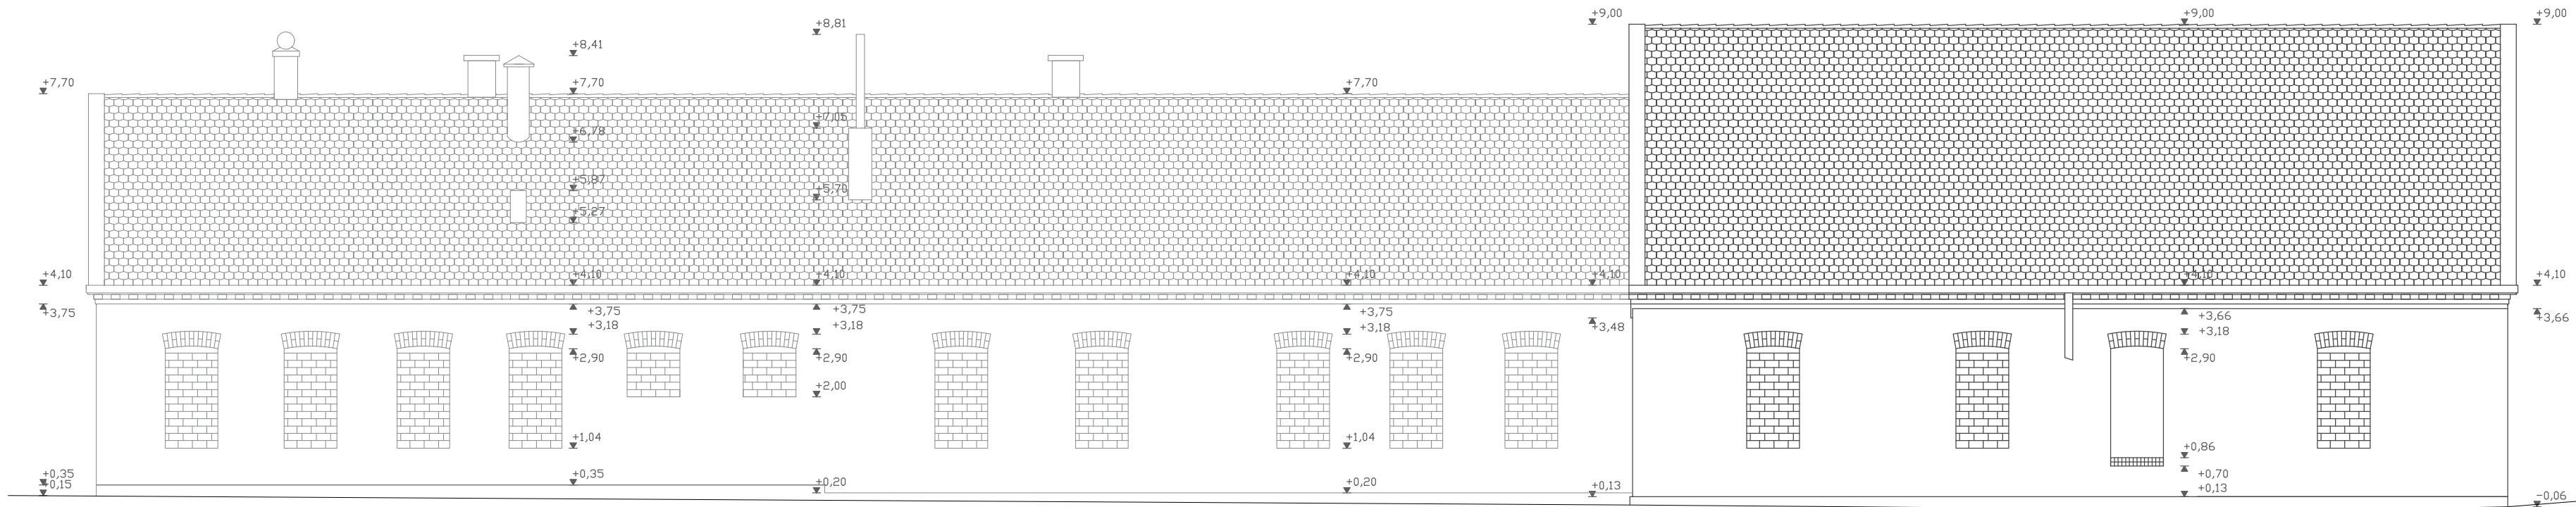 +9,00 +9,00 +9,00
+8,81
+8,41
+7,70 +7,70 +7,70
+7,05
+6,78
+5,87 +5,70
+5,27
+4,10 +4,10 +4,10 +4,10 +4,10 +4,10 +4,10
+3,75 +3,75 +3,75 +3,75 +3,66 +3,66
+3,18 +3,18 +3,18 +3,48 +3,18
+2,90 +2,90 +2,90 +2,90
+2,00
+1,04 +1,04
+0,86
+0,35 +0,35 +0,70
+0,15 +0,20 +0,20 +0,13 +0,13
-0,06